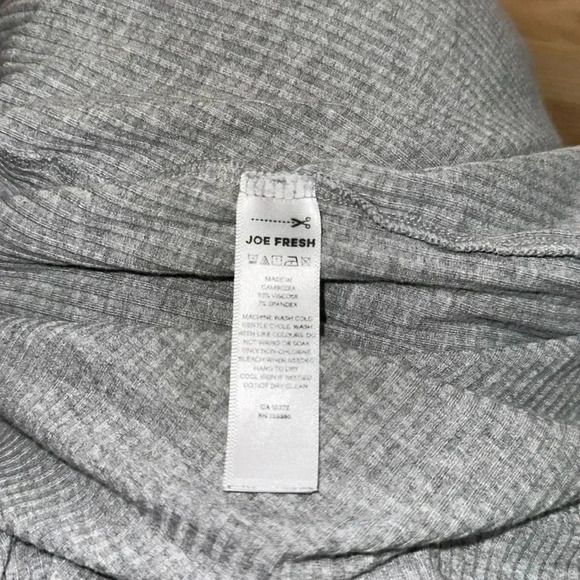 JOE FRESH
MADE IN
CAMBODIA
93% VISCOSE
7% SPANDEX
MACHINE WASH COLD
GENTLE CYCLE. WASH
WITH LIKE COLOURS. DO
NOT WRING OR SOAK
ONLY NON-CHLORINE
BLEACH WHEN NEEDED
HANG TO DRY
COOL IRON IF NEEDED
DO NOT DRY CLEAN
CA
RN